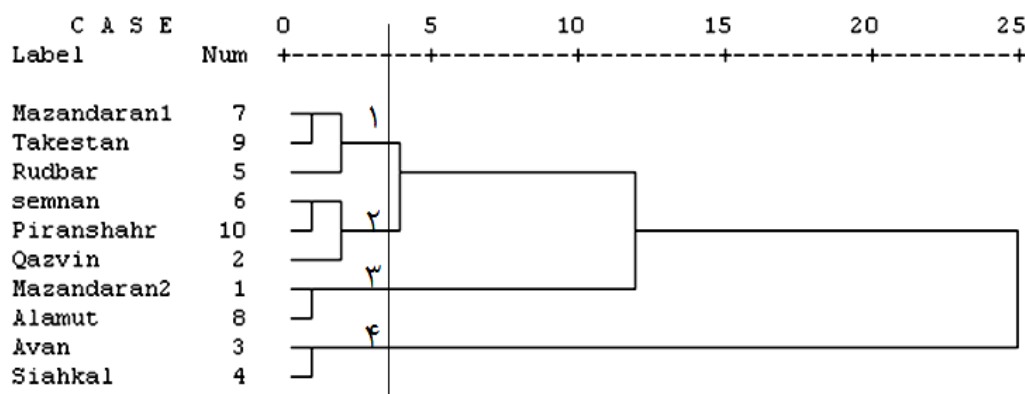 C A S E 0 5 10 15 20 25
Label Num +---------+---------+---------+---------+---------+
Mazandaran1 7 ۱
Takestan 9
Rudbar 5
semnan 6
Piranshahr 10 ۲
Qazvin 2
Mazandaran2 1 ۳
Alamut 8
Avan 3 ۴
Siahkal 4